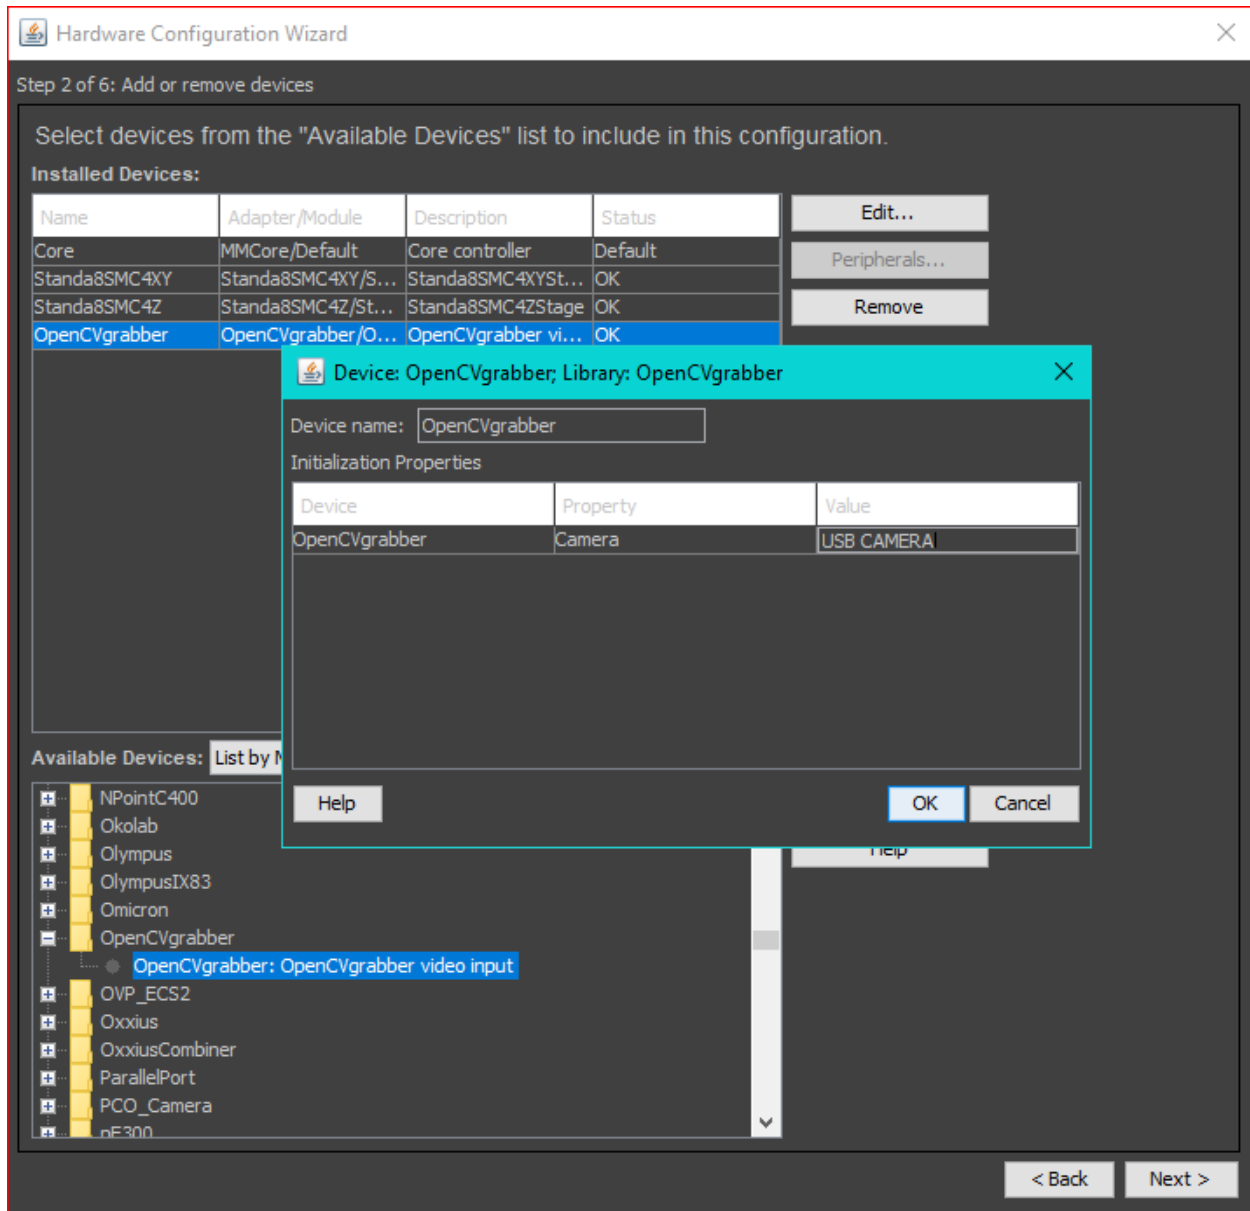 Hardware Configuration Wizard
Step 2 of 6: Add or remove devices
Select devices from the "Available Devices" list to include in this configuration.
Installed Devices:
Name Adapter/Module Description Status
Core MMCore/Default Core controller Default
Standa8SMC4XY Standa8SMC4XY/S... Standa8SMC4XYSt... OK
Standa8SMC4Z Standa8SMC4Z/St... Standa8SMC4ZStage OK
OpenCVgrabber OpenCVgrabber/O... OpenCVgrabber vi... OK
Edit...
Peripherals...
Remove
Device: OpenCVgrabber; Library: OpenCVgrabber
Device name: OpenCVgrabber
Initialization Properties
Device Property Value
OpenCVgrabber Camera USB CAMERA
Help OK Cancel
Available Devices: List by
Help
NPointC400
Okolab
Olympus
OlympusIX83
Omicron
OpenCVgrabber
OpenCVgrabber: OpenCVgrabber video input
OVP_ECS2
Oxxius
OxxiusCombiner
ParallelPort
PCO_Camera
pE300
< Back Next >